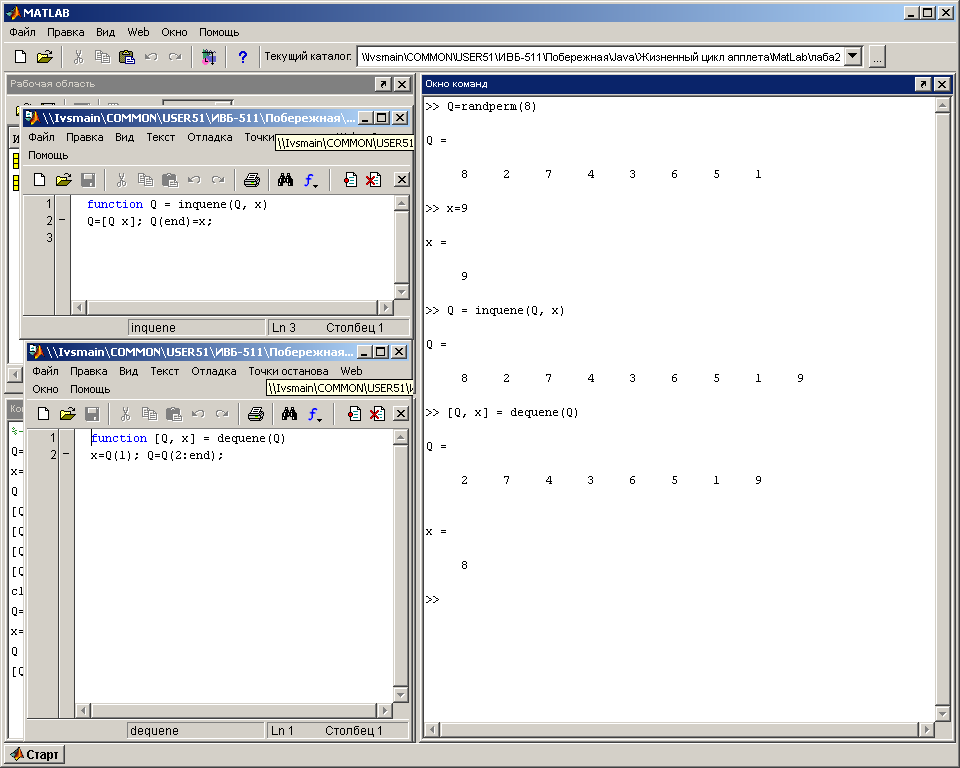 MATLAB
Файл Правка Вид Web Окно Помощь
? Текущий каталог: \\Ivsmain\COMMON\USER51\ИВБ-511\Побережная\Java\Жизненный цикл апплета\MatLab\лаба2 ...
Рабочая область
\\Ivsmain\COMMON\USER51\ИВБ-511\Побережная\...
Файл Правка Вид Текст Отладка Точки
\\Ivsmain\COMMON\USER51
Помощь
1 function Q = inquene(Q, x)
2 - Q=[Q x]; Q(end)=x;
3
inquene Ln 3 Столбец 1
\\Ivsmain\COMMON\USER51\ИВБ-511\Побережная...
Файл Правка Вид Текст Отладка Точки останова Web
Окно Помощь
\\Ivsmain\COMMON\USER51\И
1 function [Q, x] = dequene(Q)
2 - x=Q(1); Q=Q(2:end);
dequene Ln 1 Столбец 1
%-
Q=
x=
Q
[Q
[Q
[Q
[Q
cl
Q=
x=
Q
[Q
Окно команд
>> Q=randperm(8)
Q =
8 2 7 4 3 6 5 1
>> x=9
x =
9
>> Q = inquene(Q, x)
Q =
8 2 7 4 3 6 5 1 9
>> [Q, x] = dequene(Q)
Q =
2 7 4 3 6 5 1 9
x =
8
>>
Старт